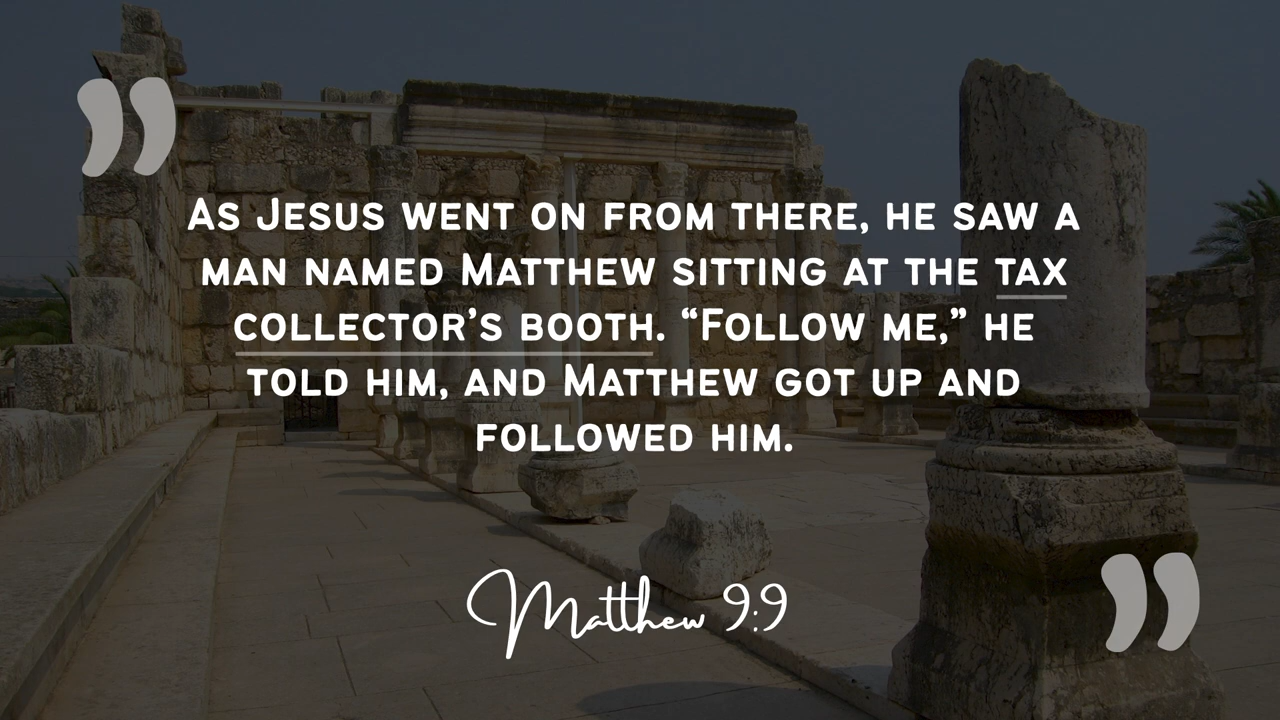 As Jesus went on from there, he saw a
man named Matthew sitting at the tax
collector’s booth. “Follow me,” he
told him, and Matthew got up and
followed him.
Matthew 9:9